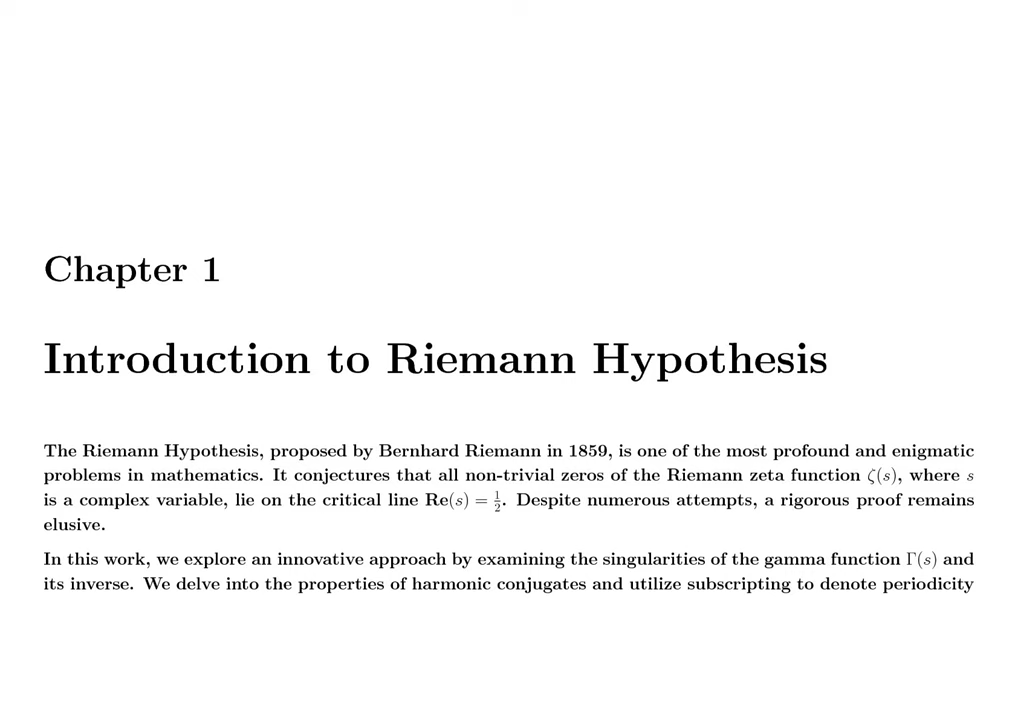 Chapter 1
Introduction to Riemann Hypothesis
The Riemann Hypothesis, proposed by Bernhard Riemann in 1859, is one of the most profound and enigmatic
problems in mathematics. It conjectures that all non-trivial zeros of the Riemann zeta function ζ(s), where s
is a complex variable, lie on the critical line Re(s) = 1/2. Despite numerous attempts, a rigorous proof remains
elusive.
In this work, we explore an innovative approach by examining the singularities of the gamma function Γ(s) and
its inverse. We delve into the properties of harmonic conjugates and utilize subscripting to denote periodicity